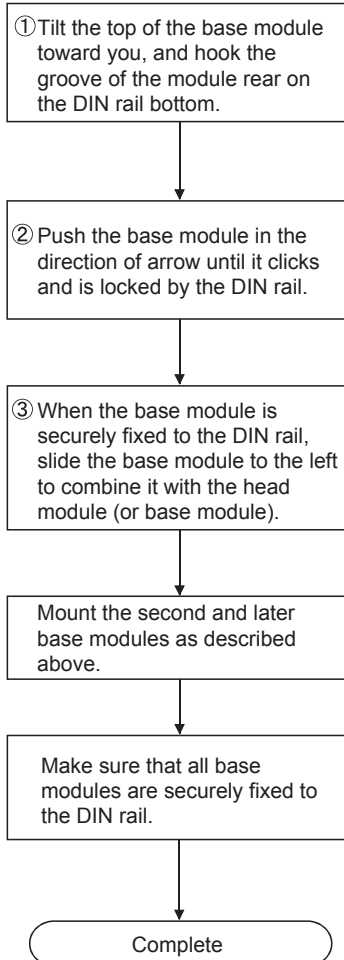 ①Tilt the top of the base module
toward you, and hook the
groove of the module rear on
the DIN rail bottom.
② Push the base module in the
direction of arrow until it clicks
and is locked by the DIN rail.
③ When the base module is
securely fixed to the DIN rail,
slide the base module to the left
to combine it with the head
module (or base module).
Mount the second and later
base modules as described
above.
Make sure that all base
modules are securely fixed to
the DIN rail.
Complete